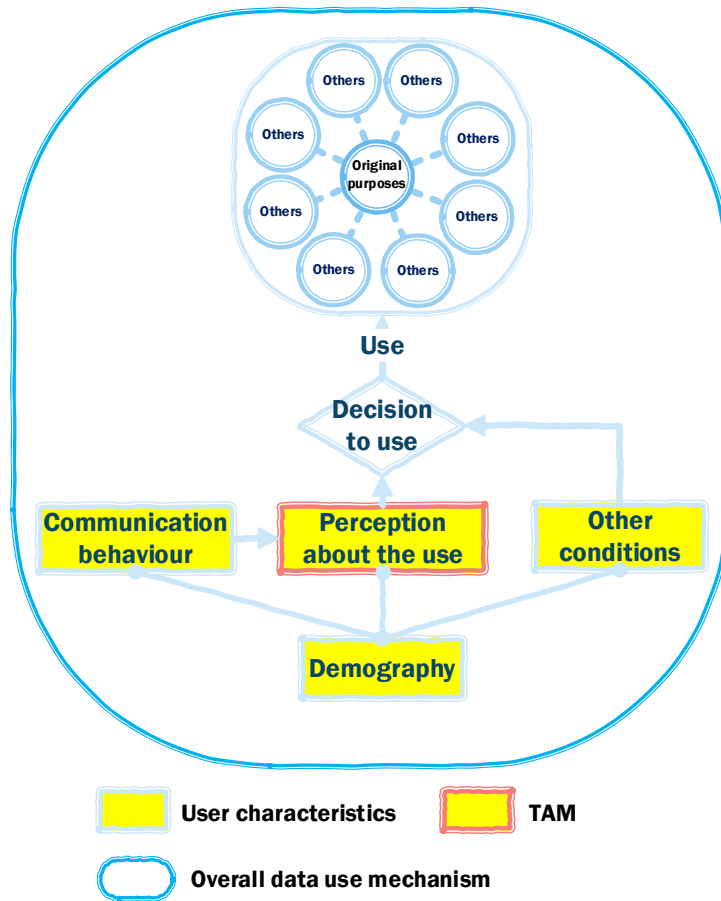 Others
Others
Others
Others
Original
purposes
Others
Others
Others
Others
Use
Decision
to use
Communication
behaviour
Perception
about the use
Other
conditions
Demography
User characteristics
TAM
Overall data use mechanism